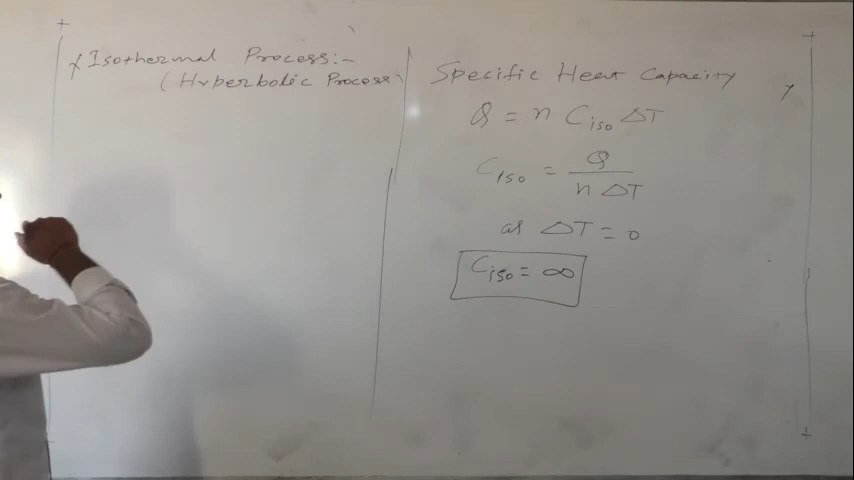 * Isothermal Process:-
(Hyperbolic Process)
Specific Heat Capacity
Q = n C_iso ΔT
C_iso = Q / n ΔT
as ΔT = 0
C_iso = ∞